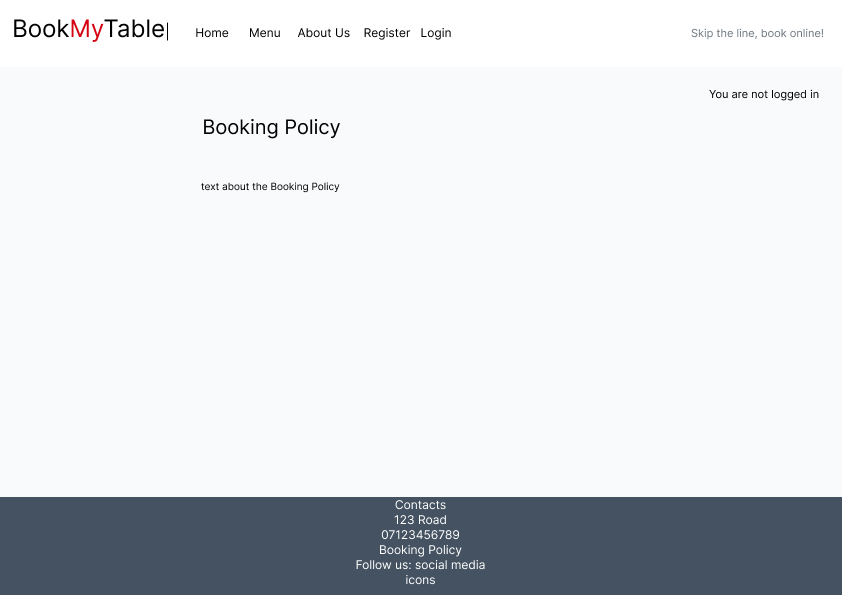 BookMyTable|
Home Menu About Us Register Login
Skip the line, book online!
You are not logged in
Booking Policy
text about the Booking Policy
Contacts
123 Road
07123456789
Booking Policy
Follow us: social media
icons